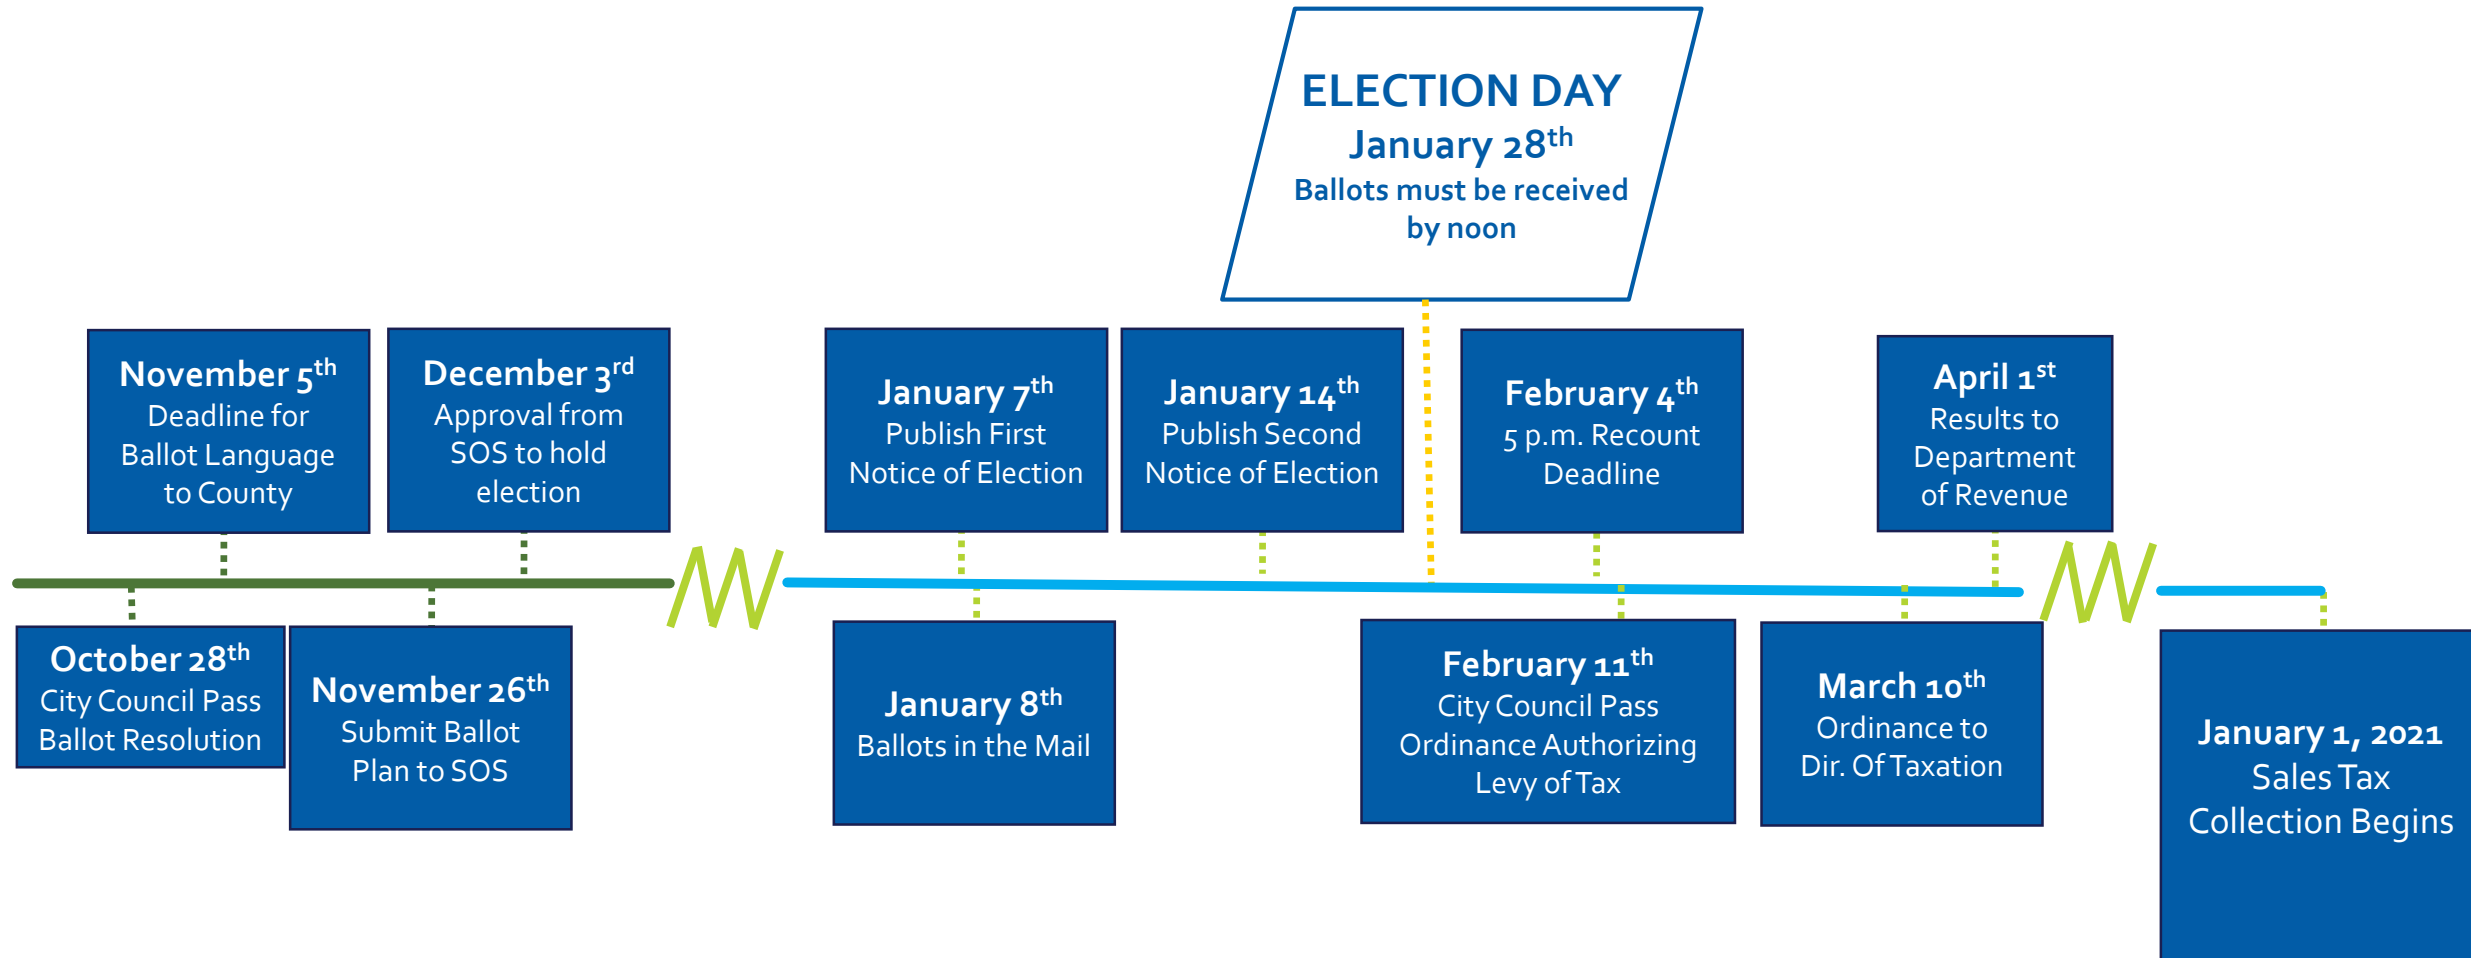 ELECTION DAY
January 28th
Ballots must be received
by noon
November 5th
Deadline for
Ballot Language
to County
December 3rd
Approval from
SOS to hold
election
January 7th
Publish First
Notice of Election
January 14th
Publish Second
Notice of Election
February 4th
5 p.m. Recount
Deadline
April 1st
Results to
Department
of Revenue
October 28th
City Council Pass
Ballot Resolution
November 26th
Submit Ballot
Plan to SOS
January 8th
Ballots in the Mail
February 11th
City Council Pass
Ordinance Authorizing
Levy of Tax
March 10th
Ordinance to
Dir. Of Taxation
January 1, 2021
Sales Tax
Collection Begins